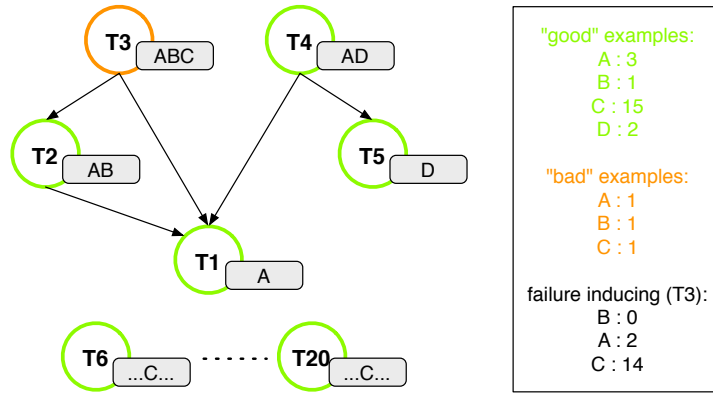 T3
ABC
T4
AD
T2
AB
T5
D
T1
A
T6
...C...
T20
...C...
"good" examples:
A : 3
B : 1
C : 15
D : 2
"bad" examples:
A : 1
B : 1
C : 1
failure inducing (T3):
B : 0
A : 2
C : 14